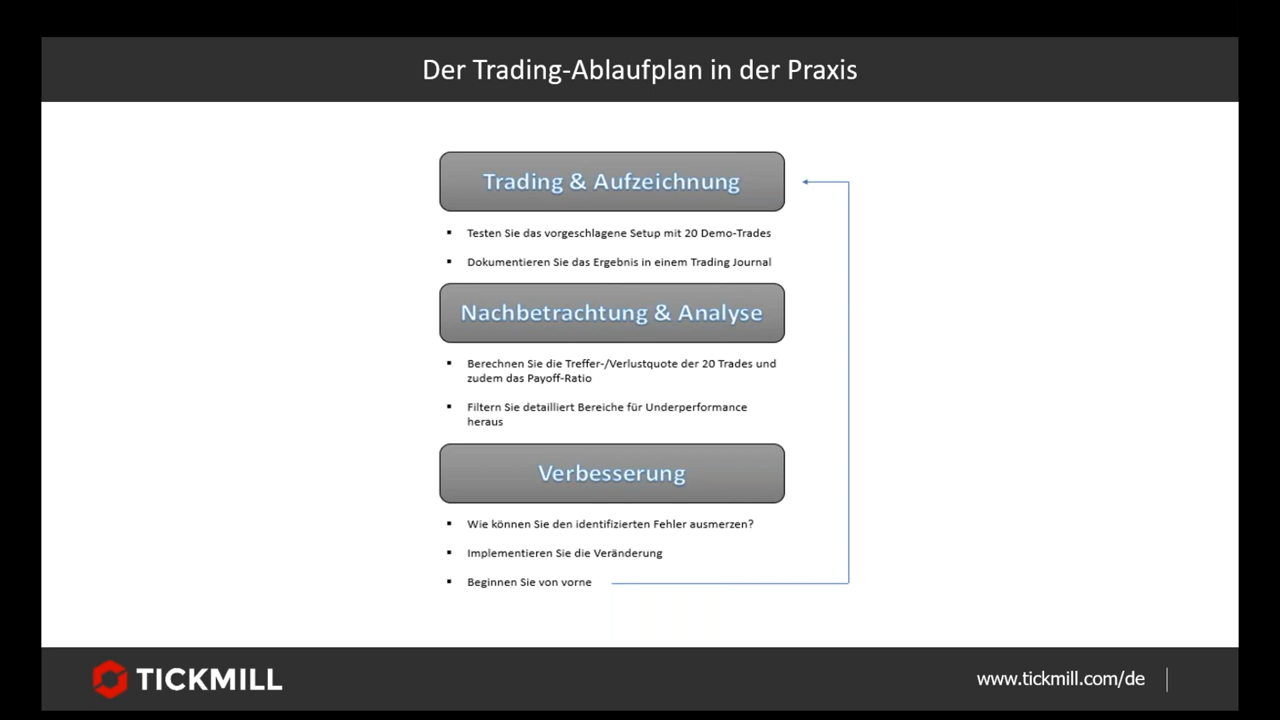 Der Trading-Ablaufplan in der Praxis
Trading & Aufzeichnung
▪ Testen Sie das vorgeschlagene Setup mit 20 Demo-Trades
▪ Dokumentieren Sie das Ergebnis in einem Trading Journal
Nachbetrachtung & Analyse
▪ Berechnen Sie die Treffer-/Verlustquote der 20 Trades und
zudem das Payoff-Ratio
▪ Filtern Sie detailliert Bereiche für Underperformance
heraus
Verbesserung
▪ Wie können Sie den identifizierten Fehler ausmerzen?
▪ Implementieren Sie die Veränderung
▪ Beginnen Sie von vorne
TICKMILL
www.tickmill.com/de